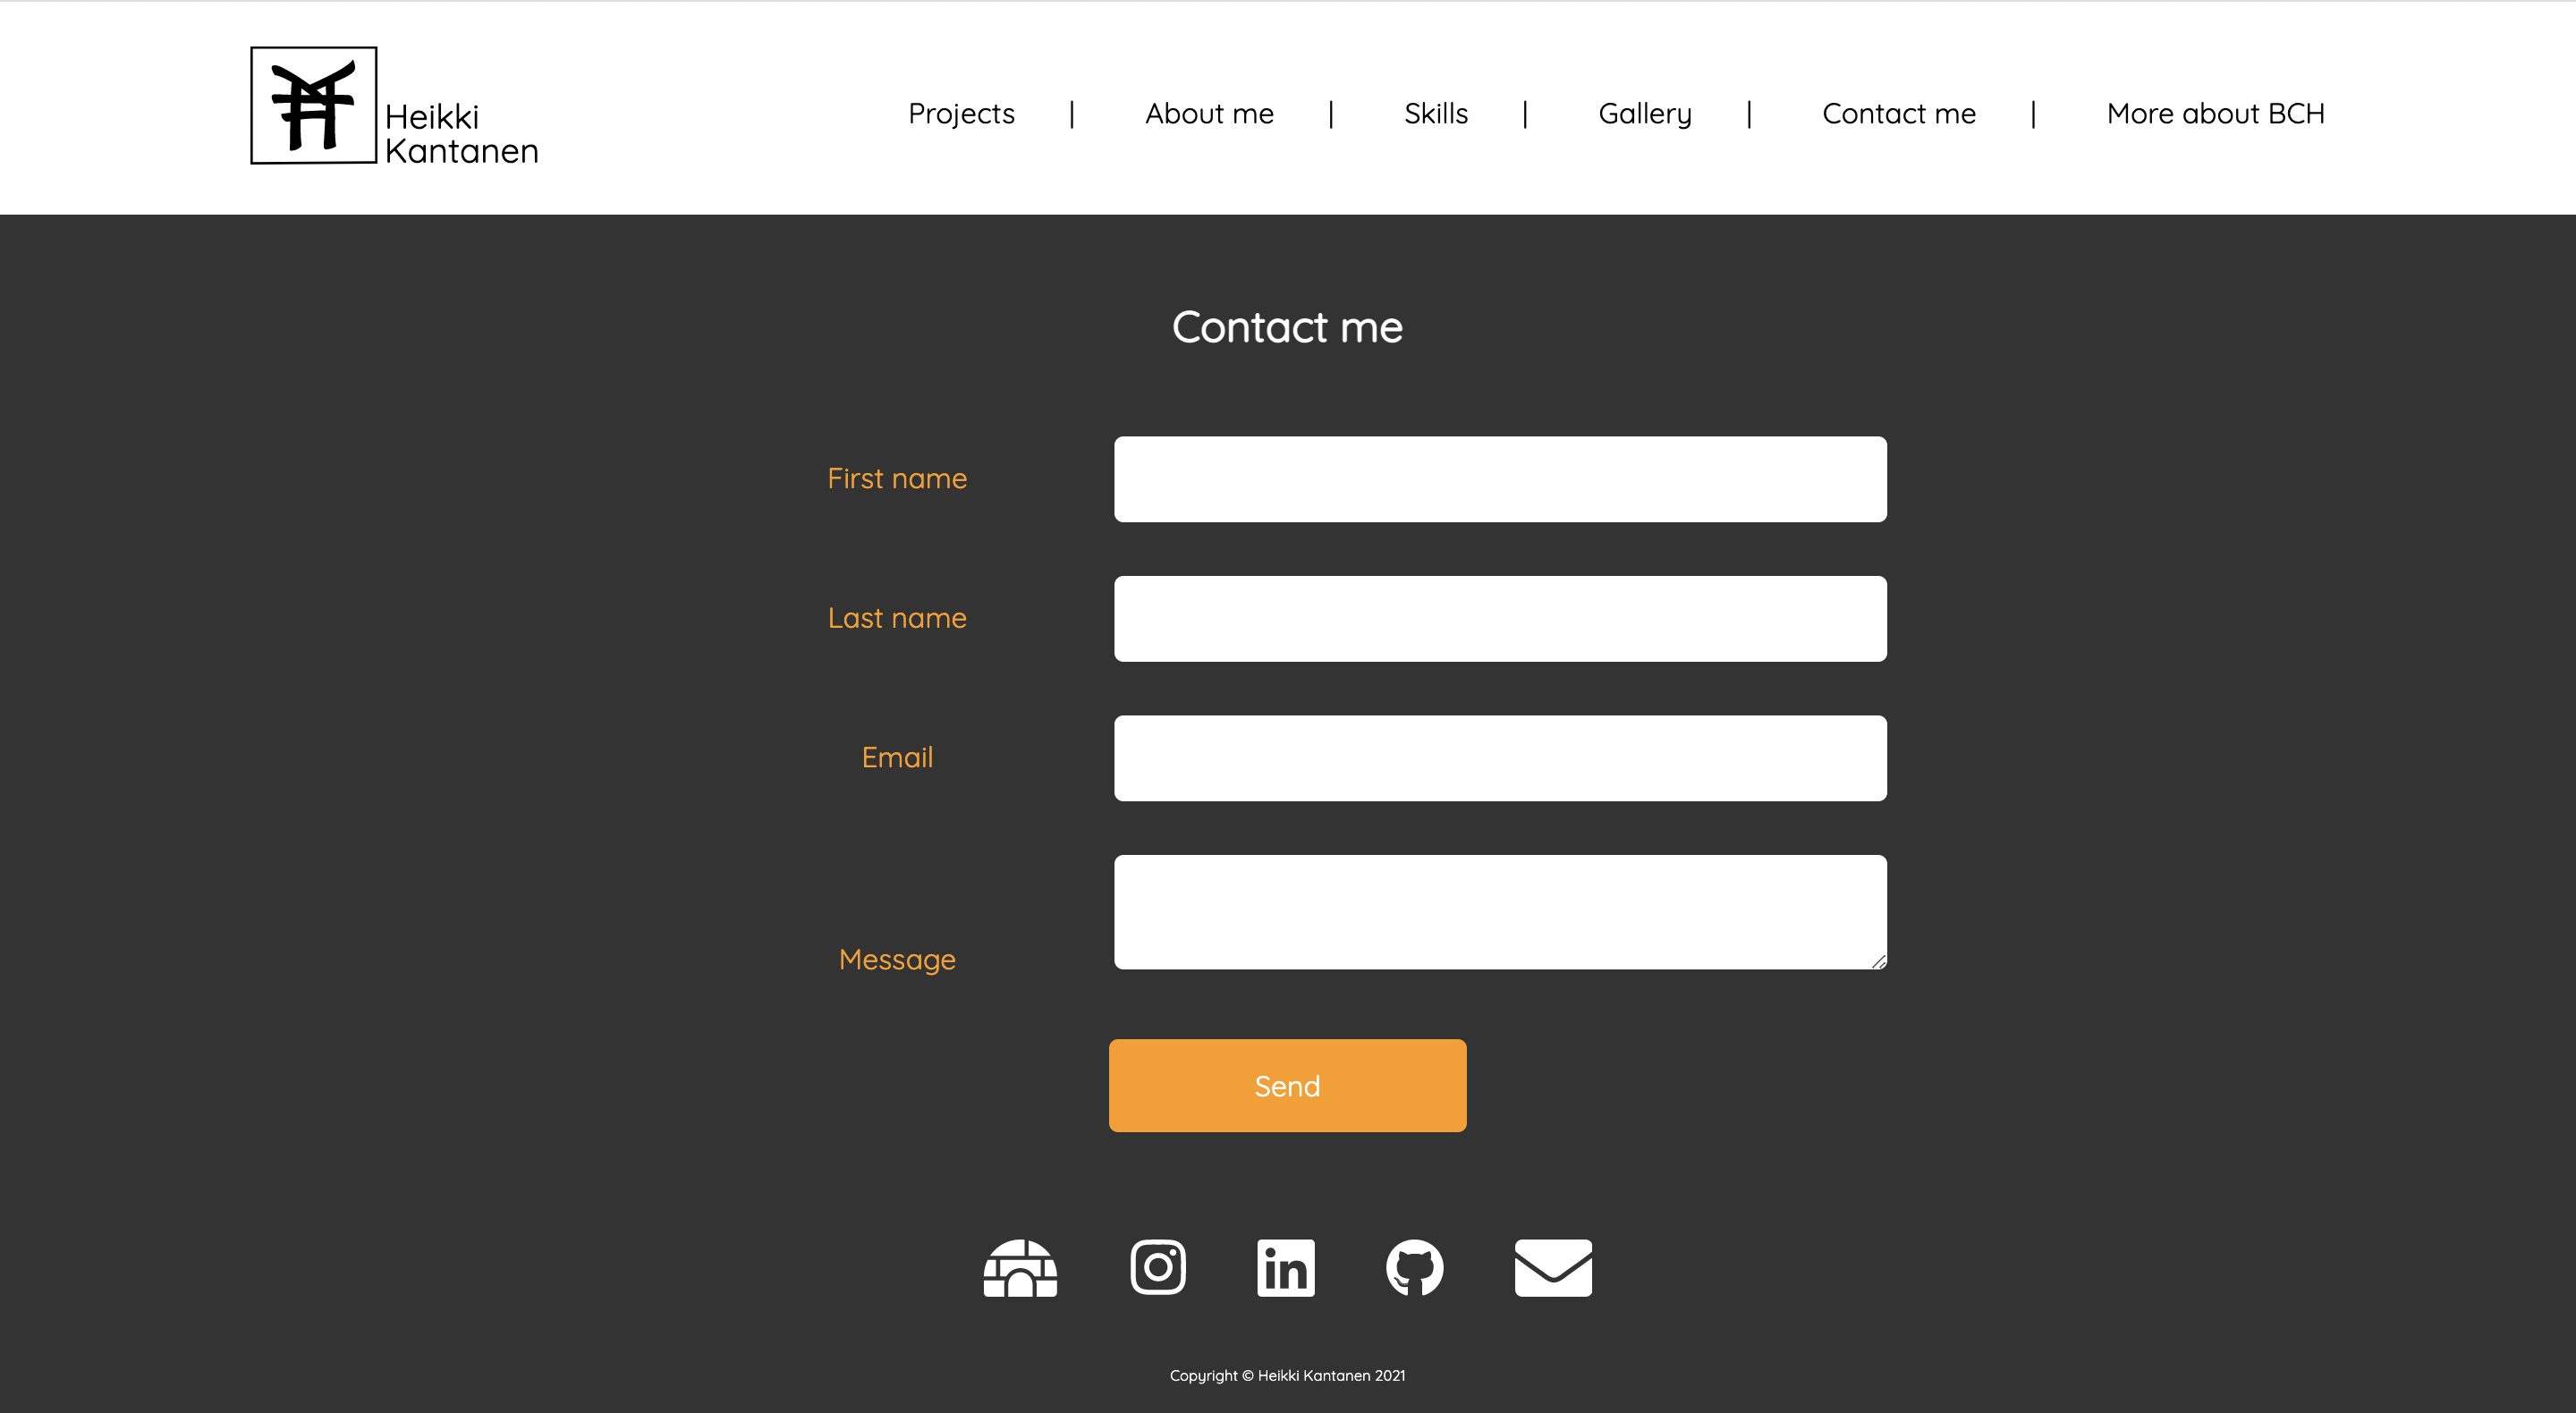 Heikki
Kantanen
Projects | About me | Skills | Gallery | Contact me | More about BCH
Contact me
First name
Last name
Email
Message
Send
in
Copyright © Heikki Kantanen 2021